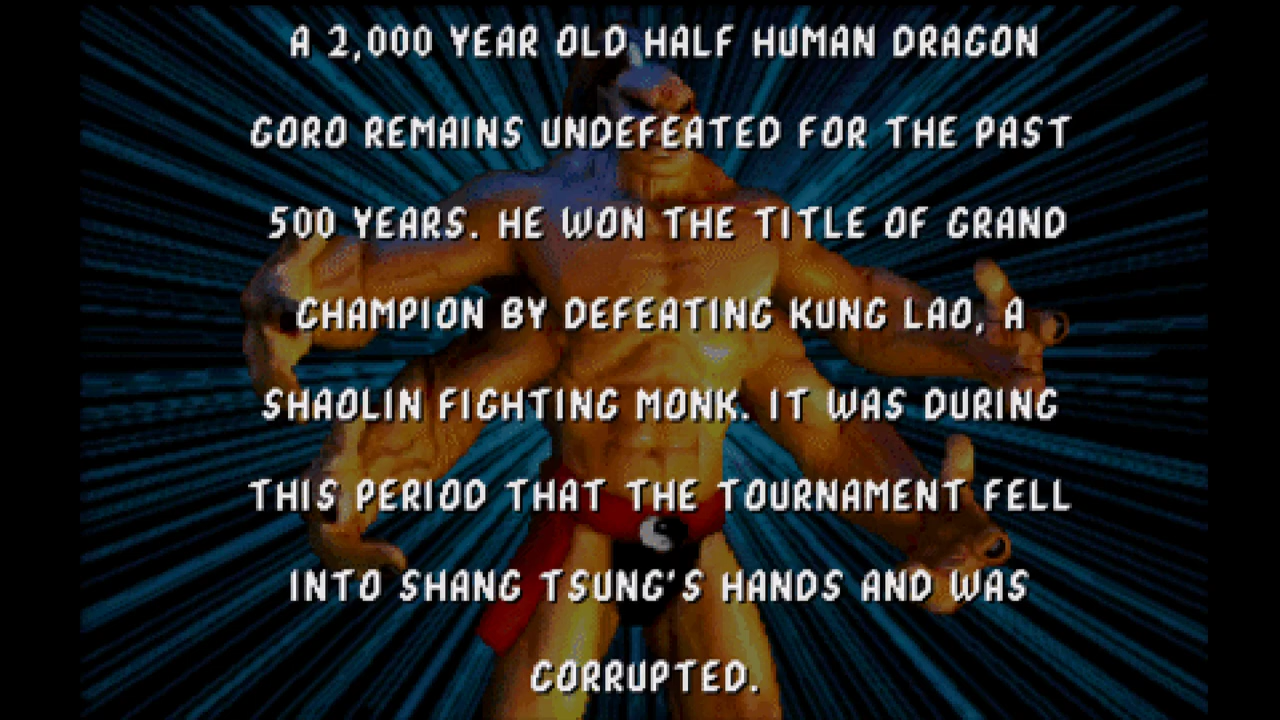 A 2,000 YEAR OLD HALF HUMAN DRAGON
GORO REMAINS UNDEFEATED FOR THE PAST
500 YEARS. HE WON THE TITLE OF GRAND
CHAMPION BY DEFEATING KUNG LAO, A
SHAOLIN FIGHTING MONK. IT WAS DURING
THIS PERIOD THAT THE TOURNAMENT FELL
INTO SHANG TSUNG'S HANDS AND WAS
CORRUPTED.